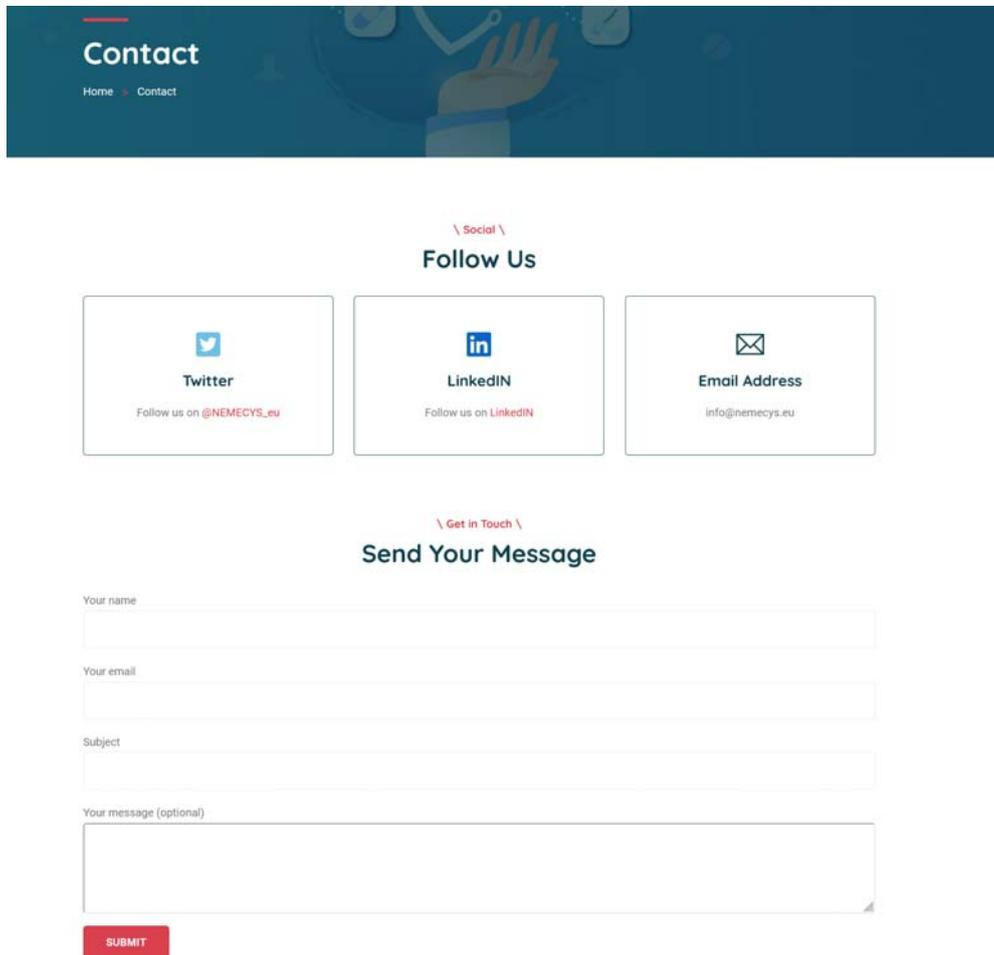 Contact
Home > Contact
\ Social \
Follow Us
in
Twitter
LinkedIN
Email Address
Follow us on @NEMECYS_eu
Follow us on LinkedIN
info@nemecys.eu
\ Get in Touch \
Send Your Message
Your name
Your email
Subject
Your message (optional)
SUBMIT